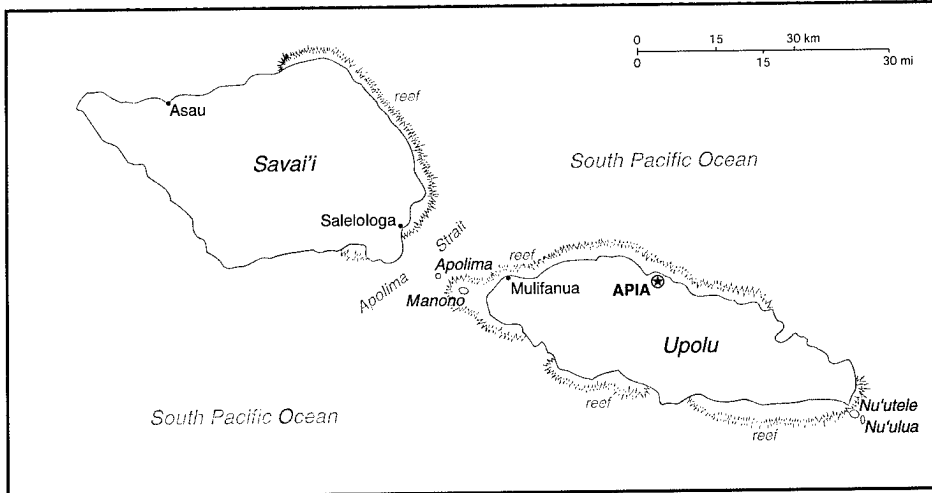 0 15 30 km
0 15 30 mi
reef
Asau
Savai'i
South Pacific Ocean
Salelologa
Apolima Strait
Apolima
reef
Manono
Mulifanua
APIA
Upolu
reef
South Pacific Ocean
reef
Nu'utele
Nu'ulua